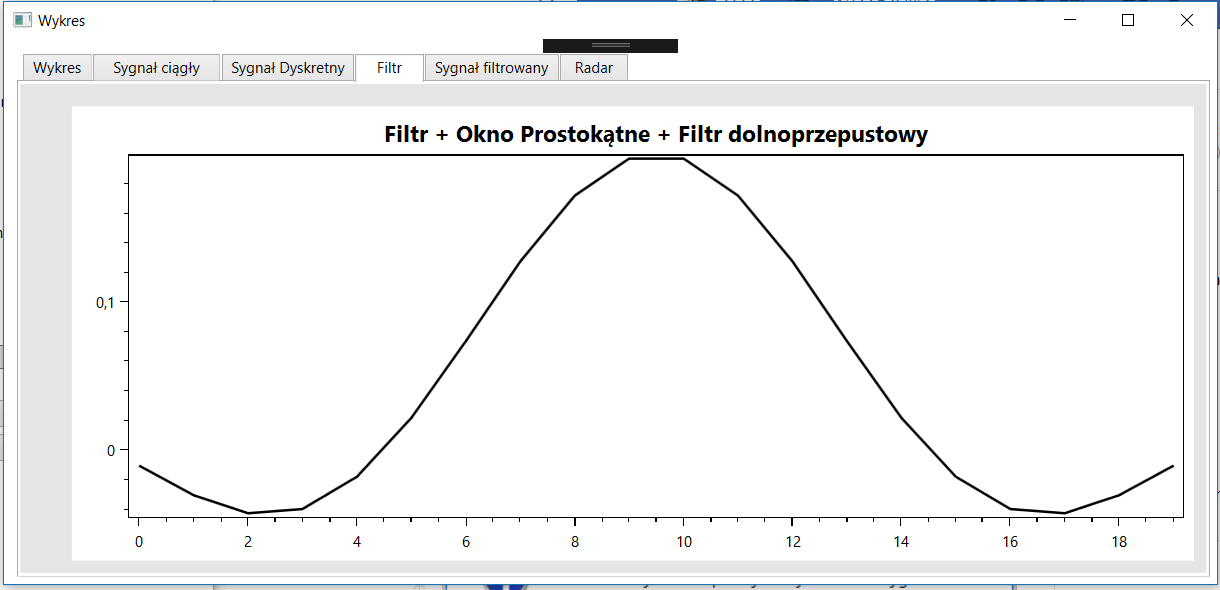 Wykres
Wykres Sygnał ciągły Sygnał Dyskretny Filtr Sygnał filtrowany Radar
Filtr + Okno Prostokątne + Filtr dolnoprzepustowy
0,1
0
0 2 4 6 8 10 12 14 16 18